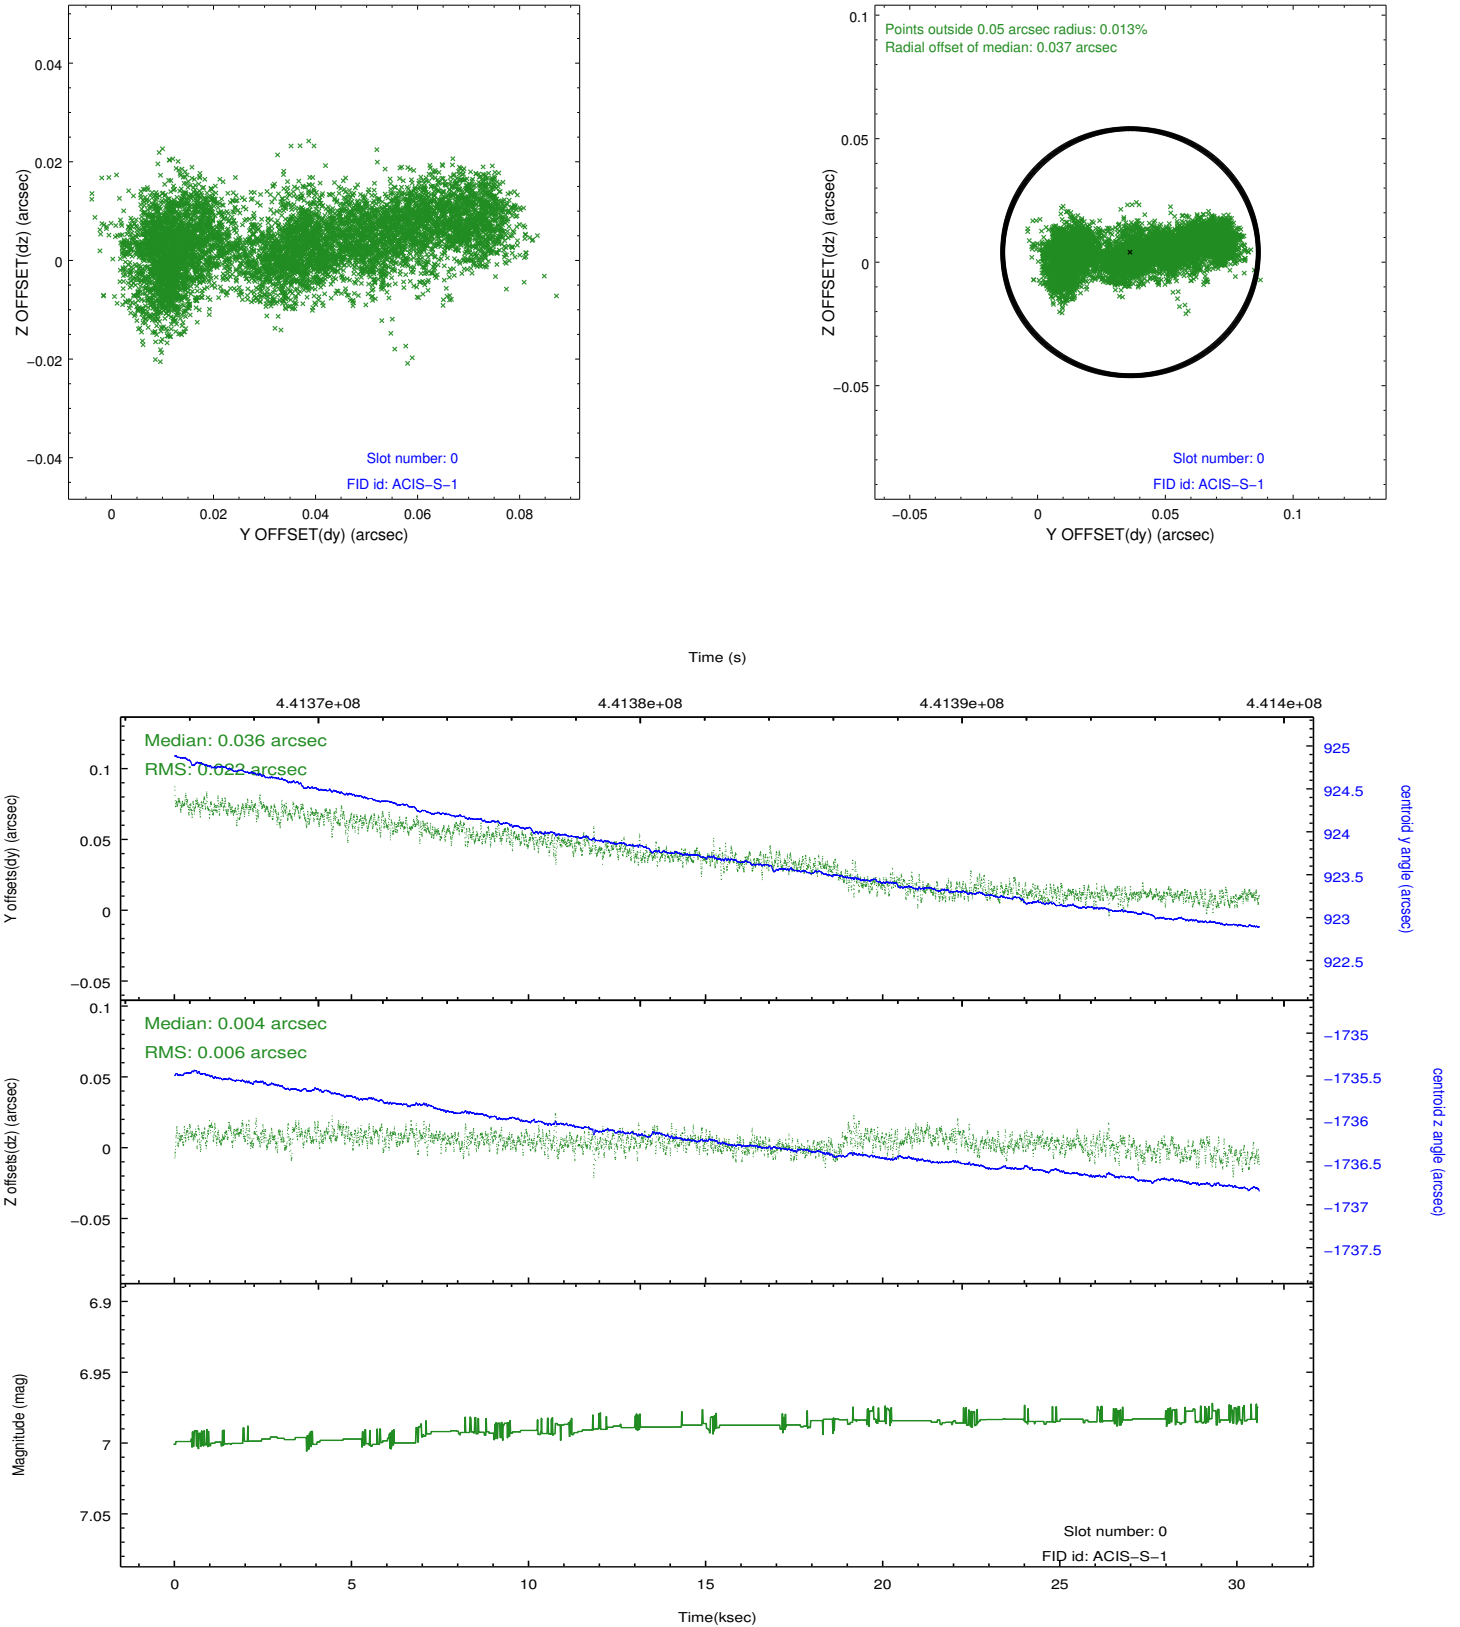 0.04
0.02
0
−0.02
−0.04
Z OFFSET(dz) (arcsec)
Slot number: 0
FID id: ACIS−S−1
0 0.02 0.04 0.06 0.08
Y OFFSET(dy) (arcsec)
Points outside 0.05 arcsec radius: 0.013%
Radial offset of median: 0.037 arcsec
0.1
0.05
0
−0.05
Z OFFSET(dz) (arcsec)
Slot number: 0
FID id: ACIS−S−1
−0.05 0 0.05 0.1
Y OFFSET(dy) (arcsec)
Time (s)
4.4137e+08 4.4138e+08 4.4139e+08 4.414e+08
Median: 0.036 arcsec
RMS: 0.022 arcsec
0.1
0.05
0
−0.05
Y offsets(dy) (arcsec)
925
924.5
924
923.5
923
922.5
centroid y angle (arcsec)
Median: 0.004 arcsec
RMS: 0.006 arcsec
0.1
0.05
0
−0.05
Z offsets(dz) (arcsec)
−1735
−1735.5
−1736
−1736.5
−1737
−1737.5
centroid z angle (arcsec)
6.9
6.95
7
7.05
Magnitude (mag)
Slot number: 0
FID id: ACIS−S−1
0 5 10 15 20 25 30
Time(ksec)